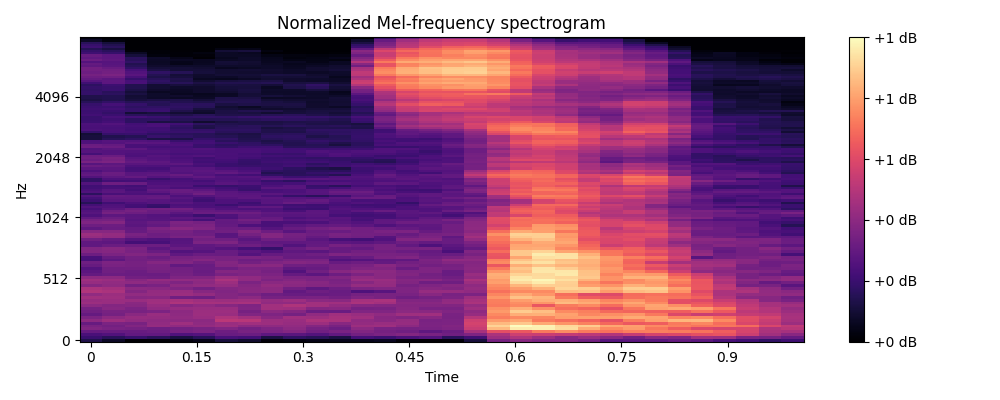 Normalized Mel-frequency spectrogram
Hz
4096
2048
1024
512
0
0 0.15 0.3 0.45 0.6 0.75 0.9
Time
+1 dB
+1 dB
+1 dB
+0 dB
+0 dB
+0 dB